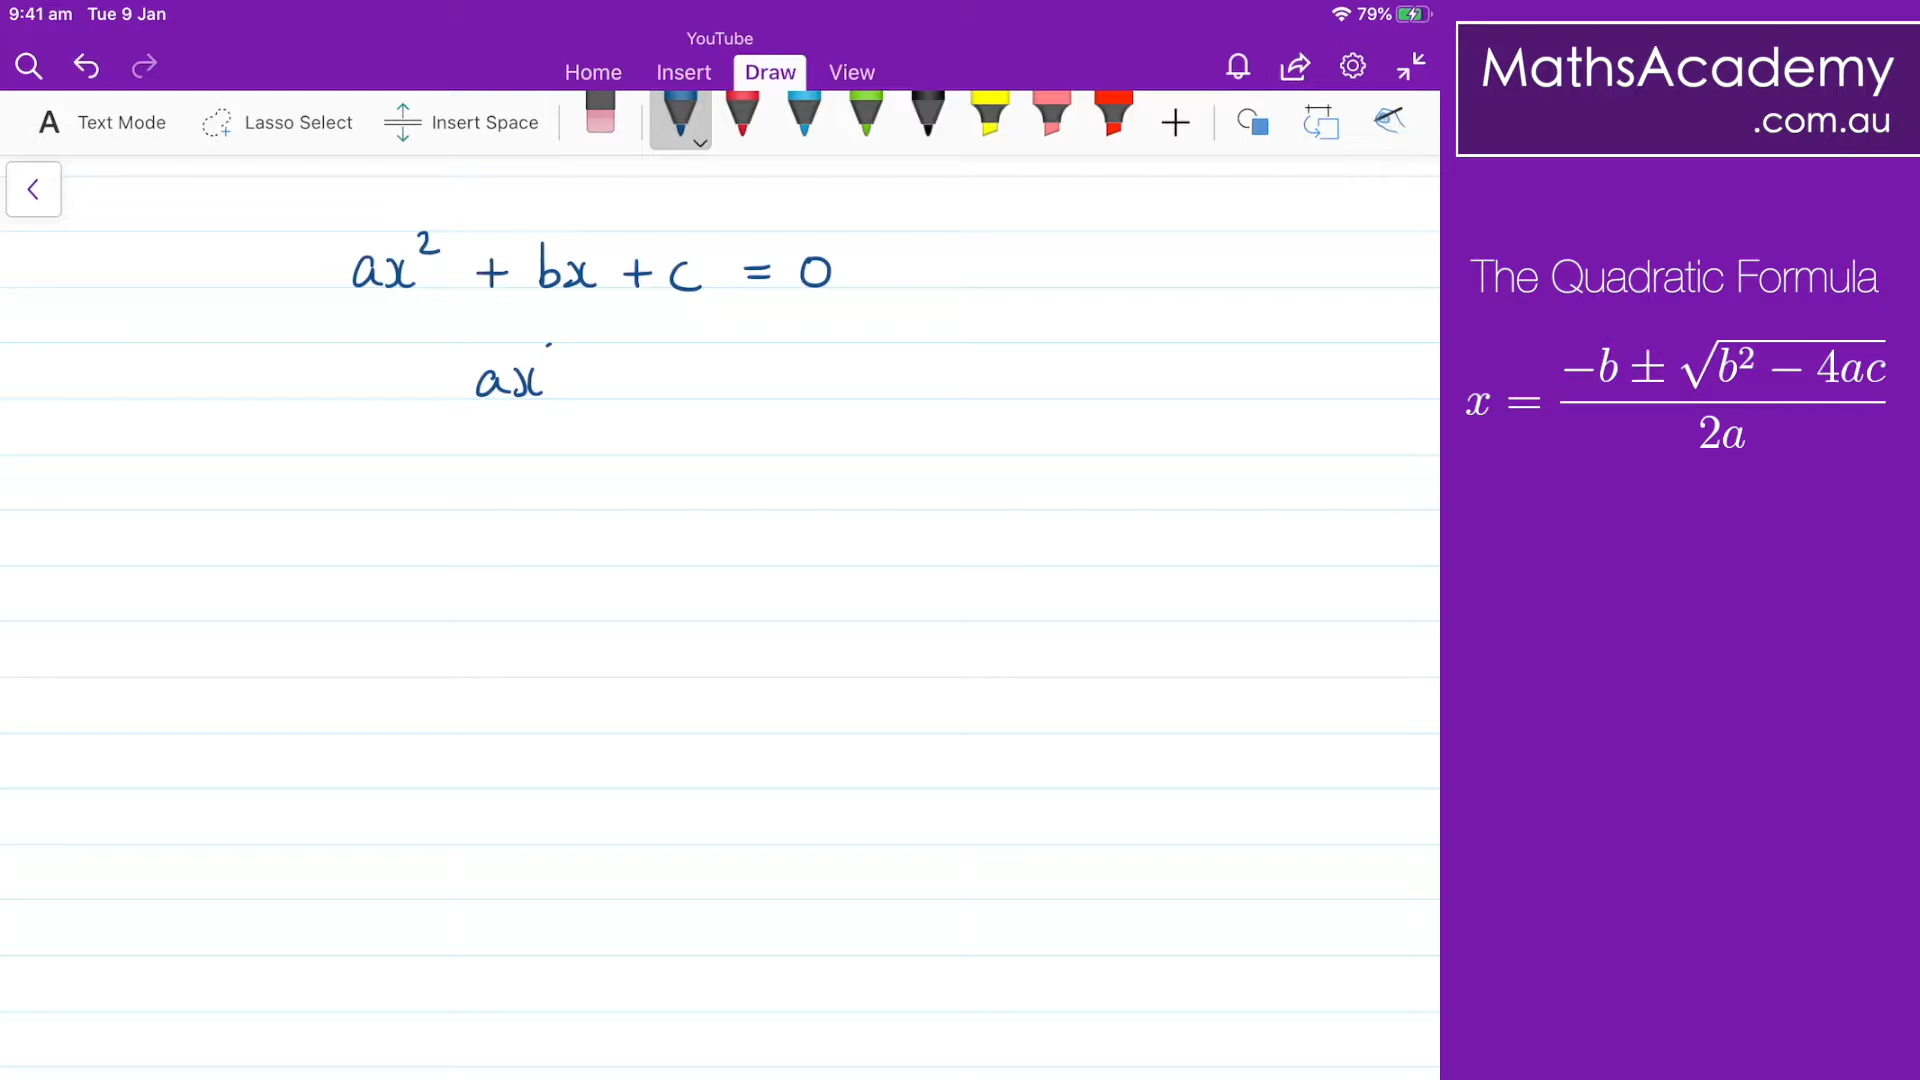 9:41 am Tue 9 Jan
79%
YouTube
Home Insert Draw View
A Text Mode Lasso Select Insert Space
ax² + bx + c = 0
ax
MathsAcademy
.com.au
The Quadratic Formula
x = (−b ± √(b² − 4ac)) / 2a